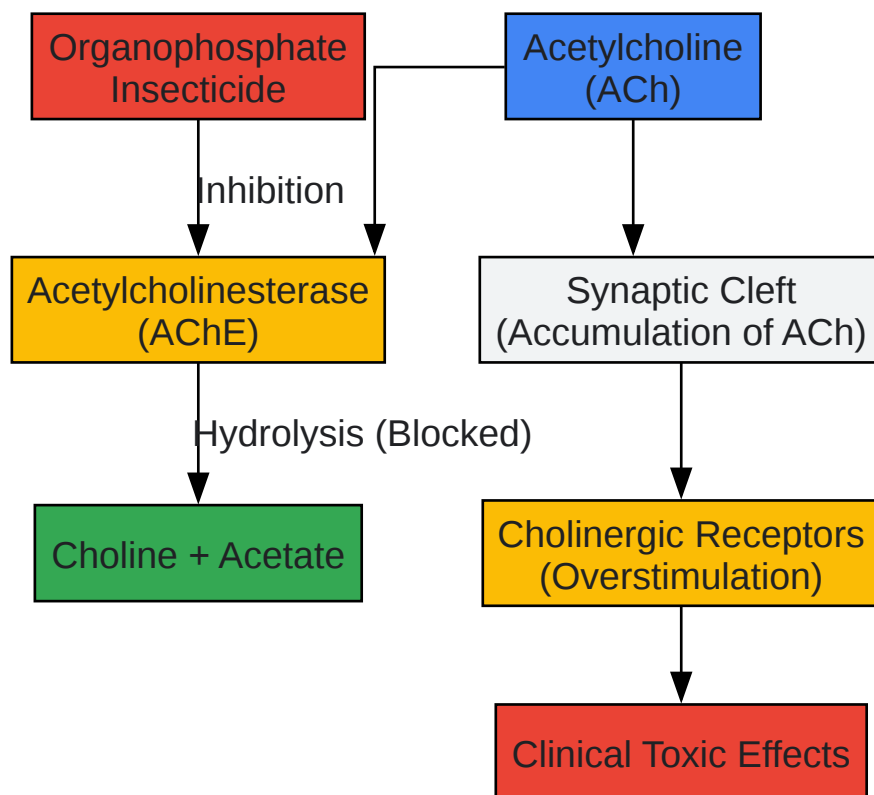 Organophosphate
Insecticide
Acetylcholine
(ACh)
Inhibition
Acetylcholinesterase
(AChE)
Synaptic Cleft
(Accumulation of ACh)
Hydrolysis (Blocked)
Choline + Acetate
Cholinergic Receptors
(Overstimulation)
Clinical Toxic Effects